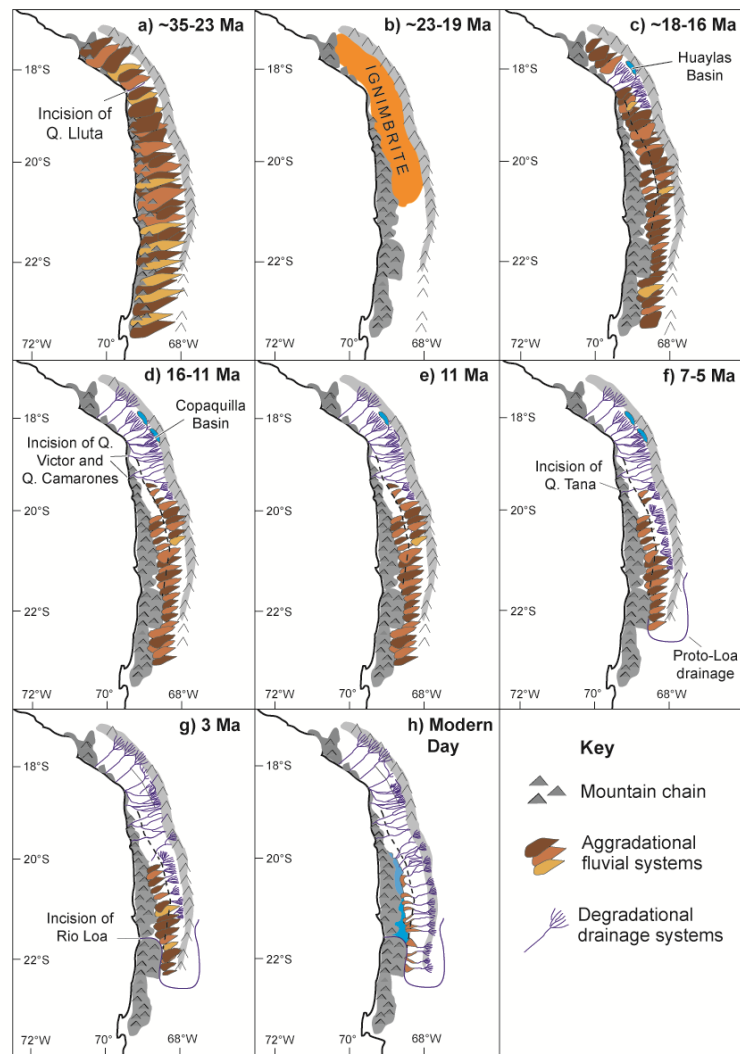 a) ~35-23 Ma
18°S
Incision of
Q. Lluta
20°S
22°S
72°W
70°
68°W
b) ~23-19 Ma
18°S
IGNIMBRITE
20°S
22°S
72°W
70°
68°W
c) ~18-16 Ma
18°S
Huaylas
Basin
20°S
22°S
72°W
70°
68°W
d) 16-11 Ma
18°S
Copaquilla
Basin
Incision of Q.
Victor and
Q. Camarones
20°S
22°S
72°W
70°
68°W
e) 11 Ma
18°S
20°S
22°S
72°W
70°
68°W
f) 7-5 Ma
18°S
Incision of
Q. Tana
20°S
22°S
Proto-Loa
drainage
72°W
70°
68°W
g) 3 Ma
18°S
20°S
Incision of
Rio Loa
22°S
72°W
70°
68°W
h) Modern
Day
18°S
20°S
22°S
72°W
70°
68°W
Key
Mountain chain
Aggradational
fluvial systems
Degradational
drainage systems